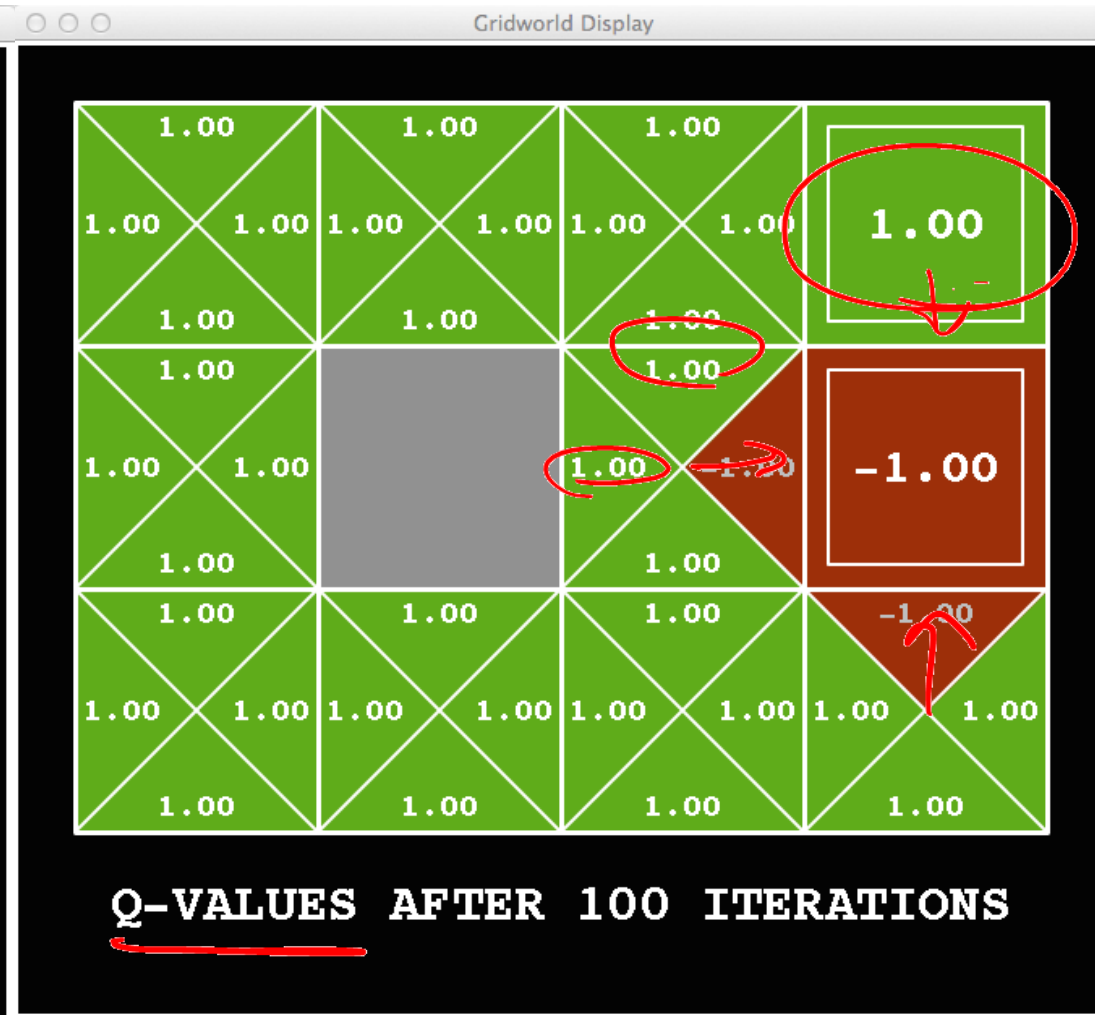 Gridworld Display
1.00 1.00 1.00
1.00 1.00 1.00 1.00 1.00 1.00 1.00
1.00 1.00 1.00
1.00 1.00
1.00 1.00 1.00 -1.00 -1.00
1.00 1.00
1.00 1.00 1.00 -1.00
1.00 1.00 1.00 1.00 1.00 1.00 1.00 1.00
1.00 1.00 1.00 1.00
Q-VALUES AFTER 100 ITERATIONS